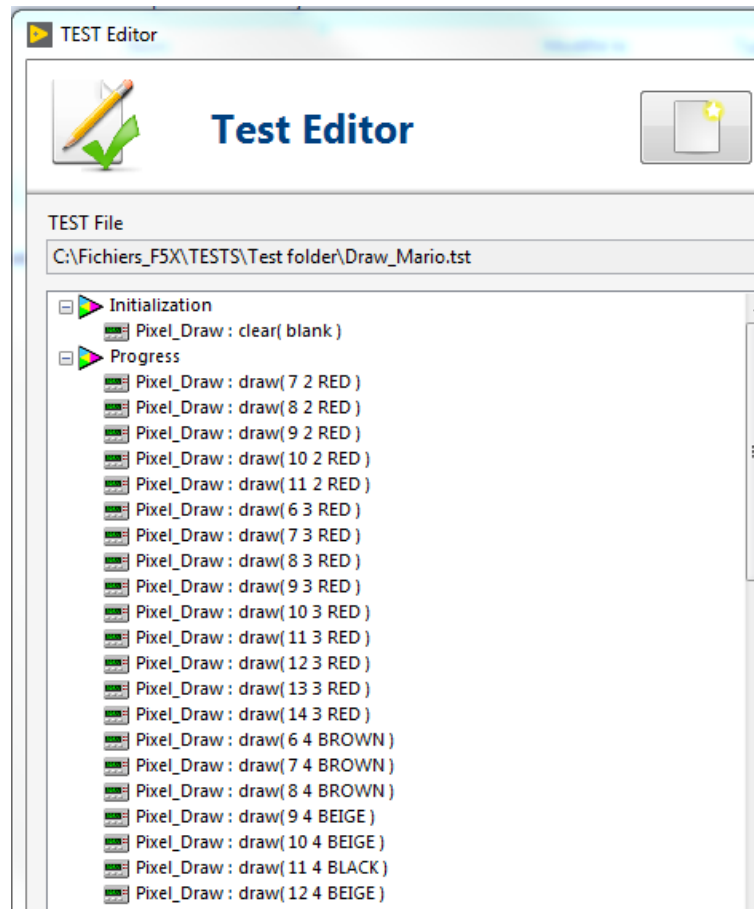 TEST Editor
Test Editor
TEST File
C:\Fichiers_F5X\TESTS\Test folder\Draw_Mario.tst
Initialization
Pixel_Draw : clear( blank )
Progress
Pixel_Draw : draw( 7 2 RED )
Pixel_Draw : draw( 8 2 RED )
Pixel_Draw : draw( 9 2 RED )
Pixel_Draw : draw( 10 2 RED )
Pixel_Draw : draw( 11 2 RED )
Pixel_Draw : draw( 6 3 RED )
Pixel_Draw : draw( 7 3 RED )
Pixel_Draw : draw( 8 3 RED )
Pixel_Draw : draw( 9 3 RED )
Pixel_Draw : draw( 10 3 RED )
Pixel_Draw : draw( 11 3 RED )
Pixel_Draw : draw( 12 3 RED )
Pixel_Draw : draw( 13 3 RED )
Pixel_Draw : draw( 14 3 RED )
Pixel_Draw : draw( 6 4 BROWN )
Pixel_Draw : draw( 7 4 BROWN )
Pixel_Draw : draw( 8 4 BROWN )
Pixel_Draw : draw( 9 4 BEIGE )
Pixel_Draw : draw( 10 4 BEIGE )
Pixel_Draw : draw( 11 4 BLACK )
Pixel_Draw : draw( 12 4 BEIGE )